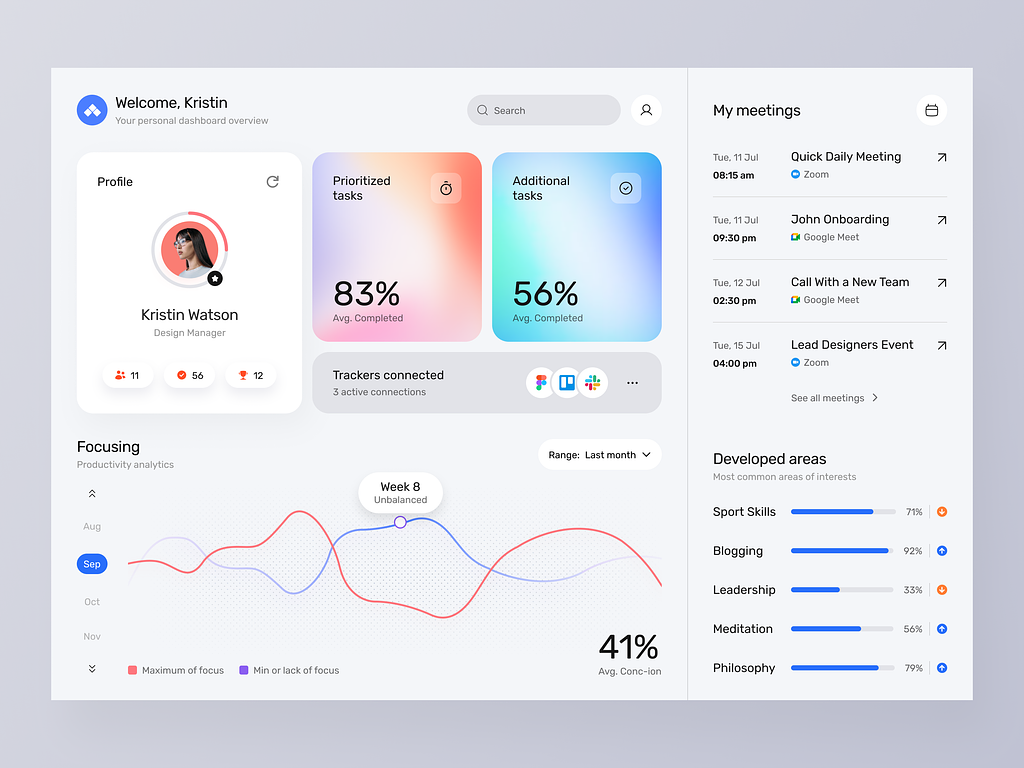 Welcome, Kristin
Your personal dashboard overview
Search
Profile
Kristin Watson
Design Manager
11
56
12
Prioritized
tasks
83%
Avg. Completed
Additional
tasks
56%
Avg. Completed
Trackers connected
3 active connections
Focusing
Productivity analytics
Range: Last month
Aug
Sep
Oct
Nov
Week 8
Unbalanced
Maximum of focus
Min or lack of focus
41%
Avg. Conc-ion
My meetings
Tue, 11 Jul
08:15 am
Quick Daily Meeting
Zoom
Tue, 11 Jul
09:30 pm
John Onboarding
Google Meet
Tue, 12 Jul
02:30 pm
Call With a New Team
Google Meet
Tue, 15 Jul
04:00 pm
Lead Designers Event
Zoom
See all meetings
Developed areas
Most common areas of interests
Sport Skills 71%
Blogging 92%
Leadership 33%
Meditation 56%
Philosophy 79%